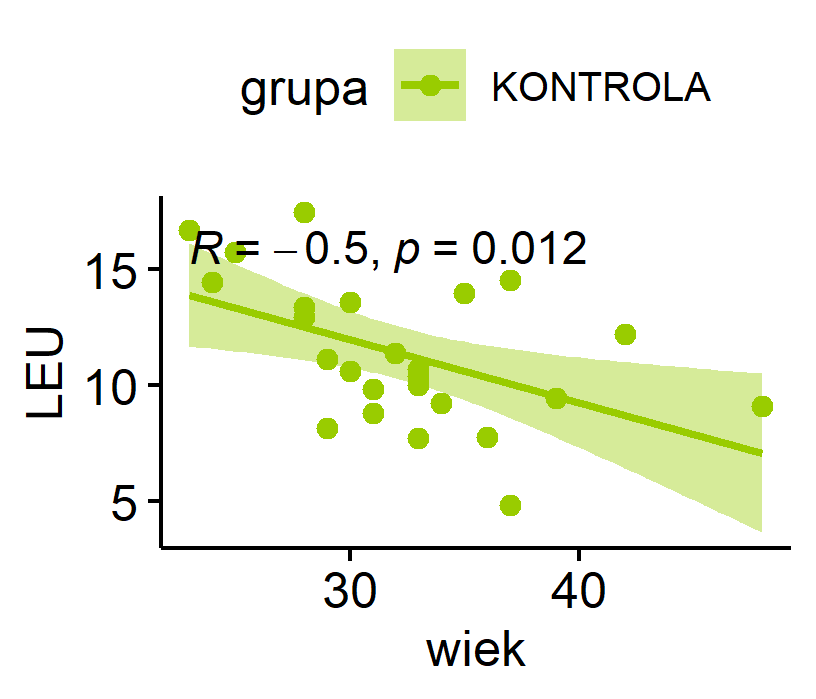 grupa KONTROLA
R = −0.5, p = 0.012
LEU
15
10
5
30 40
wiek